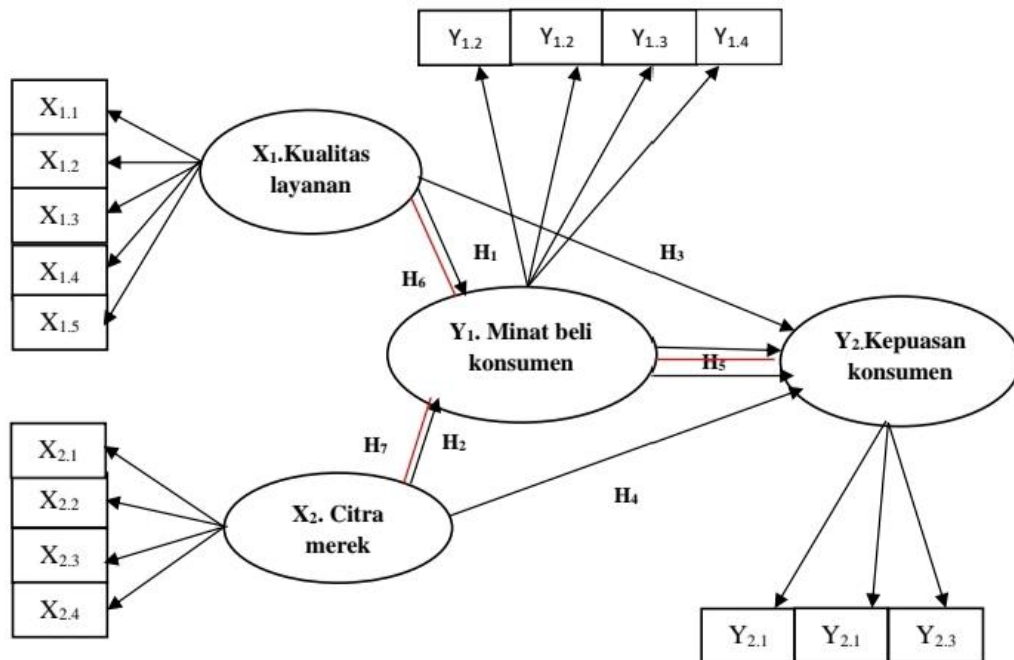 Y1.2 Y1.2 Y1.3 Y1.4
X1.1
X1.2
X1.3
X1.4
X1.5
X1.Kualitas
layanan
H1
H3
H6
Y1. Minat beli
konsumen
H5
Y2.Kepuasan
konsumen
H7
H2
H4
X2.1
X2.2
X2.3
X2.4
X2. Citra
merek
Y2.1 Y2.1 Y2.3